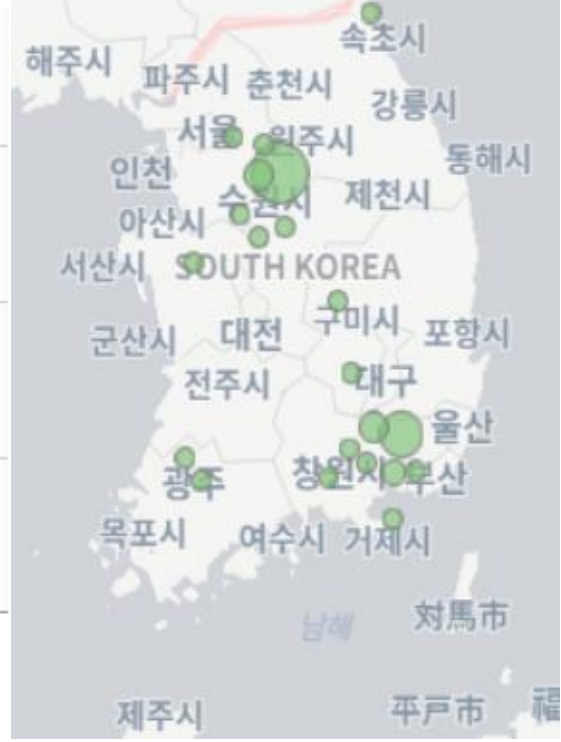 속초시
해주시
파주시 춘천시
강릉시
서울 원주시
동해시
인천
수원시 제천시
아산시
서산시 SOUTH KOREA
구미시
군산시 대전 포항시
전주시 대구
울산
광주 창원시 부산
목포시 여수시 거제시
対馬市
남해
제주시 平戸市 福